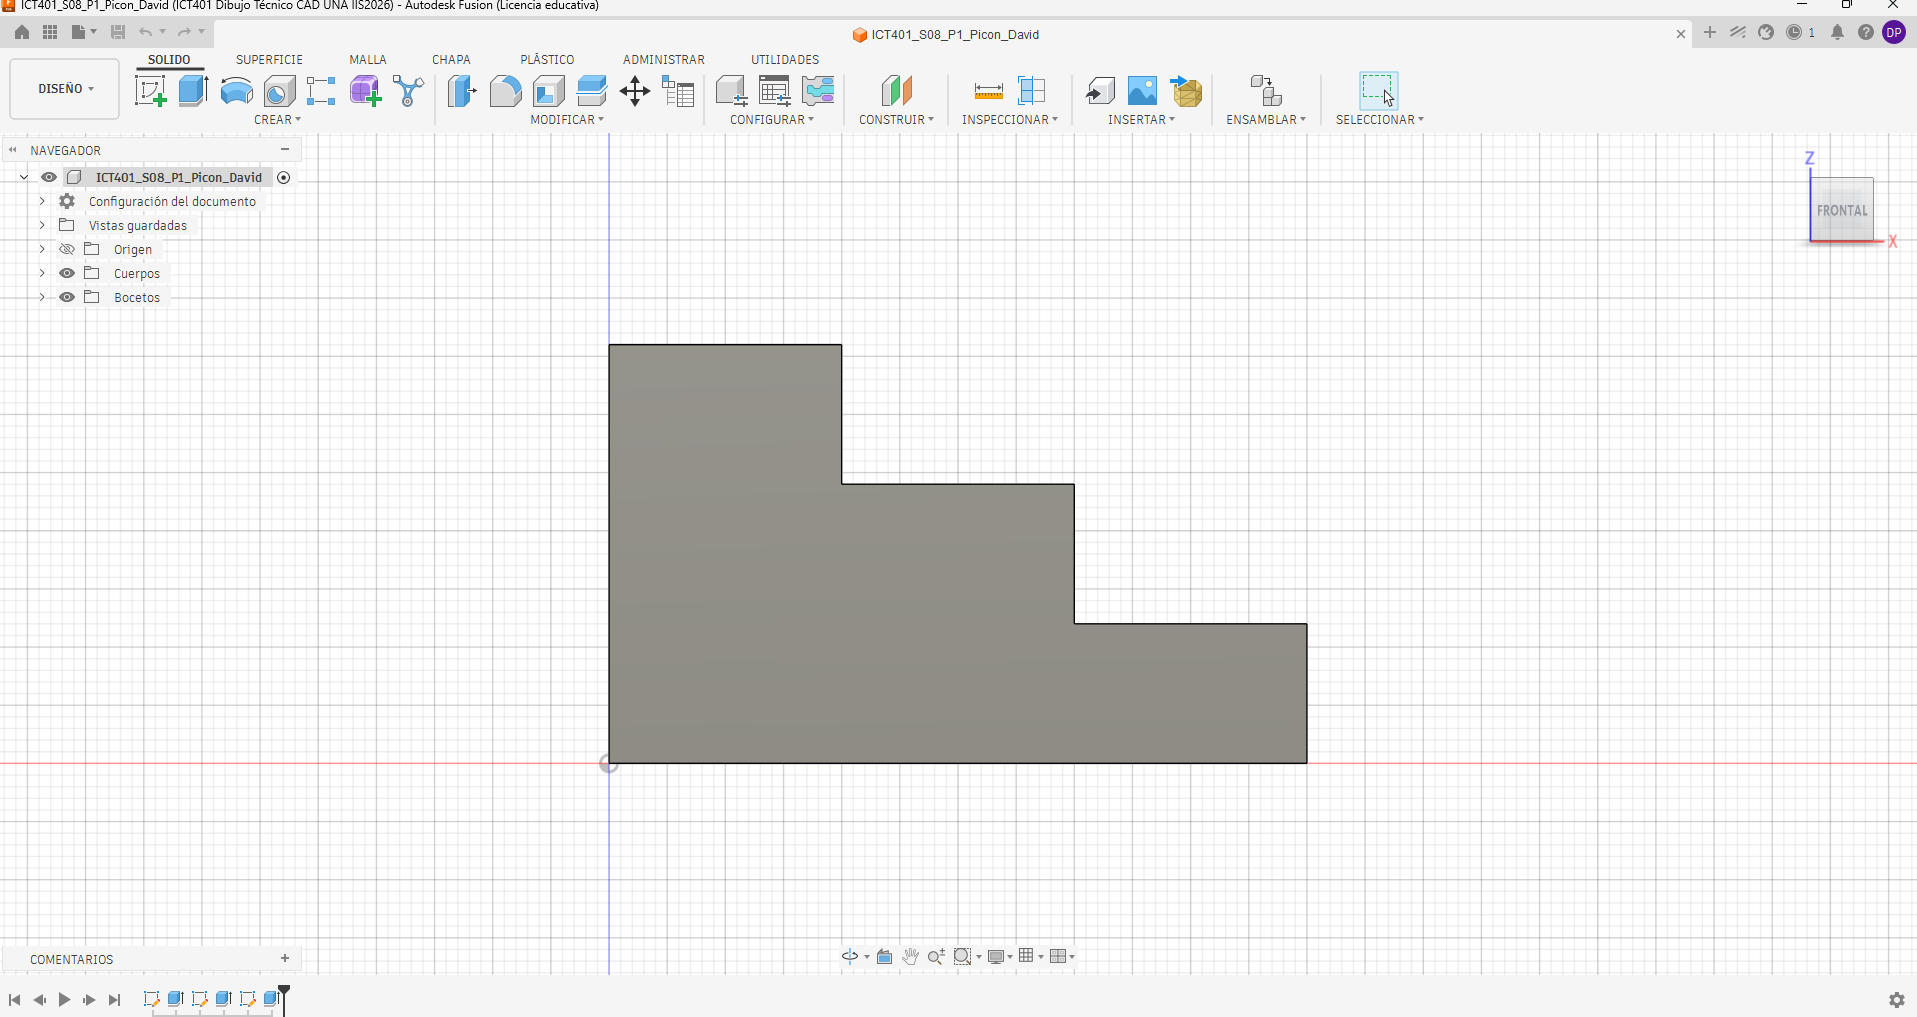 ICT401_S08_P1_Picon_David (ICT401 Dibujo Técnico CAD UNA IIS2026) - Autodesk Fusion (Licencia educativa)
ICT401_S08_P1_Picon_David
1
DP
SOLIDO SUPERFICIE MALLA CHAPA PLÁSTICO ADMINISTRAR UTILIDADES
DISEÑO
CREAR MODIFICAR CONFIGURAR CONSTRUIR INSPECCIONAR INSERTAR ENSAMBLAR SELECCIONAR
NAVEGADOR
ICT401_S08_P1_Picon_David
Configuración del documento
Vistas guardadas
Origen
Cuerpos
Bocetos
Z
FRONTAL
X
COMENTARIOS